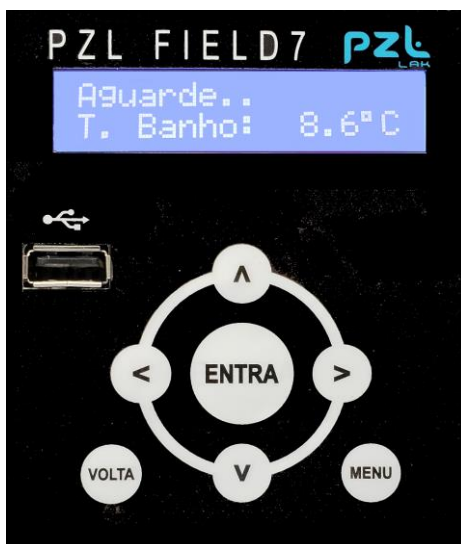 PZL FIELD7 pzl
LAK
Aguarde..
T. Banho: 8.6°C
^
< ENTRA >
VOLTA v MENU